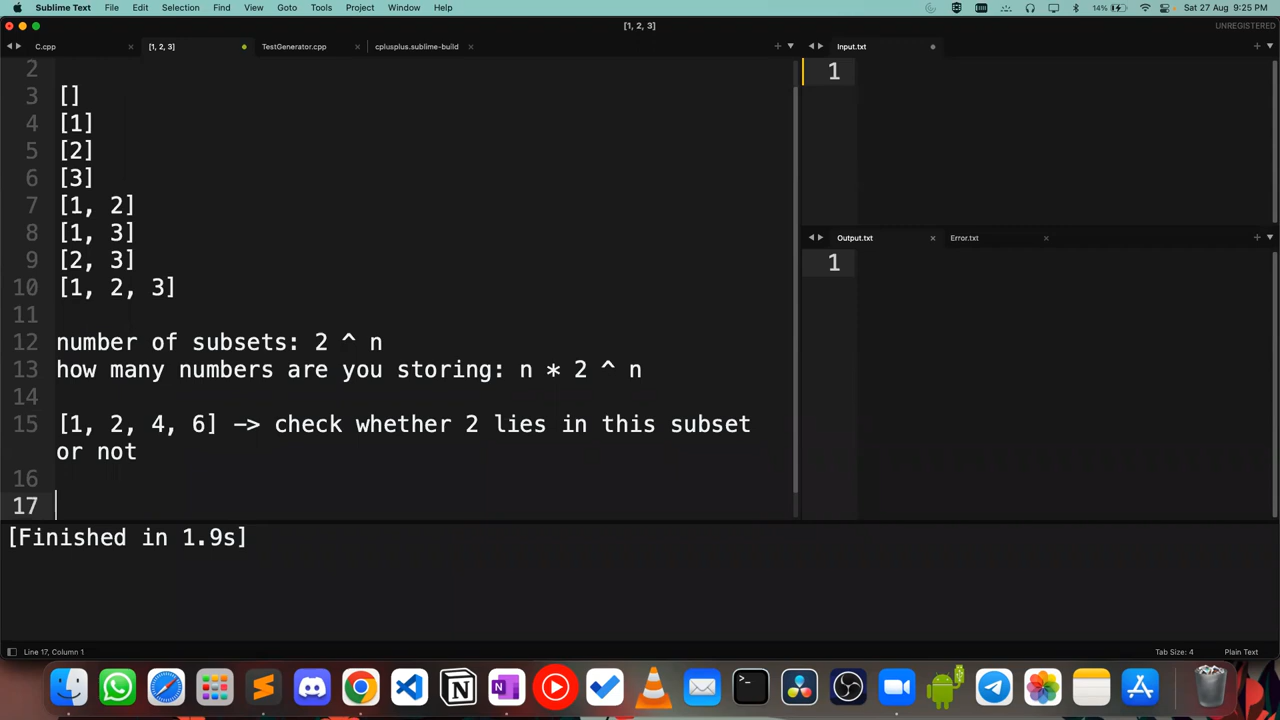 Sublime Text File Edit Selection Find View Goto Tools Project Window Help 14% Sat 27 Aug 9:25 PM
[1, 2, 3] UNREGISTERED
C.cpp [1, 2, 3] TestGenerator.cpp cplusplus.sublime-build
2
3 []
4 [1]
5 [2]
6 [3]
7 [1, 2]
8 [1, 3]
9 [2, 3]
10 [1, 2, 3]
11
12 number of subsets: 2 ^ n
13 how many numbers are you storing: n * 2 ^ n
14
15 [1, 2, 4, 6] -> check whether 2 lies in this subset
or not
16
17
Input.txt
1
Output.txt Error.txt
1
[Finished in 1.9s]
Line 17, Column 1 Tab Size: 4 Plain Text